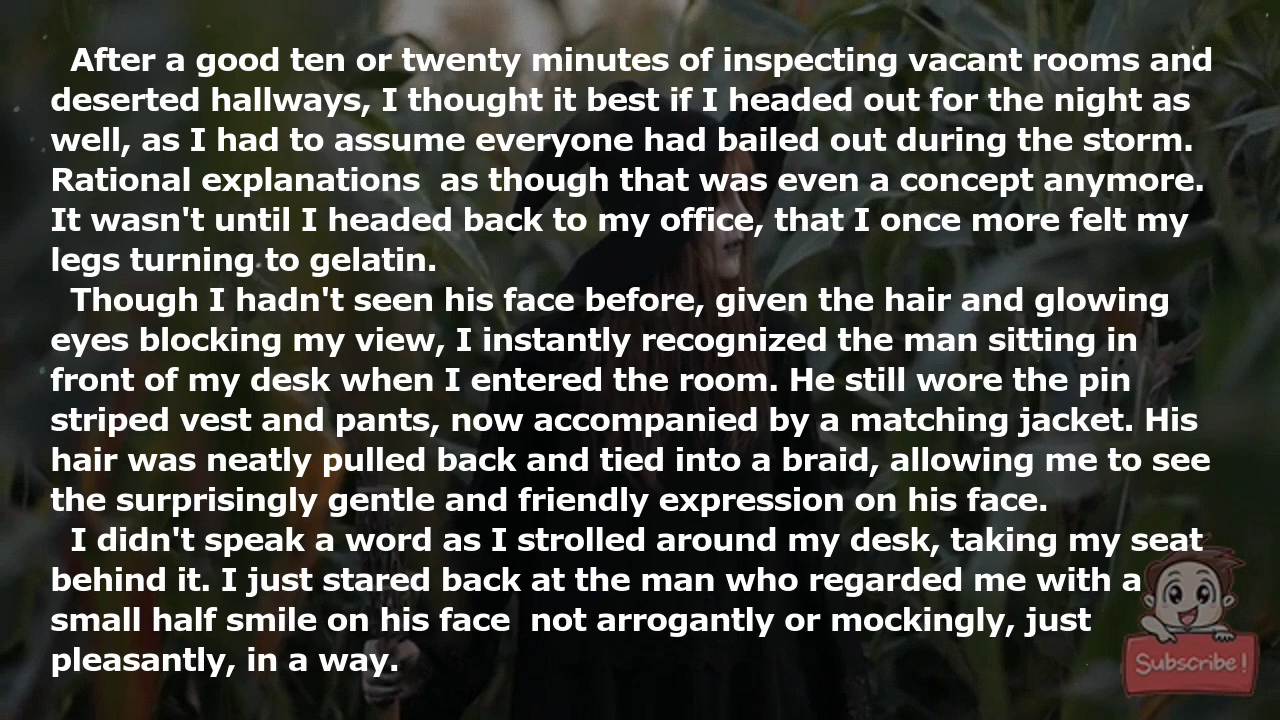 After a good ten or twenty minutes of inspecting vacant rooms and
deserted hallways, I thought it best if I headed out for the night as
well, as I had to assume everyone had bailed out during the storm.
Rational explanations  as though that was even a concept anymore.
It wasn't until I headed back to my office, that I once more felt my
legs turning to gelatin.
Though I hadn't seen his face before, given the hair and glowing
eyes blocking my view, I instantly recognized the man sitting in
front of my desk when I entered the room. He still wore the pin
striped vest and pants, now accompanied by a matching jacket. His
hair was neatly pulled back and tied into a braid, allowing me to see
the surprisingly gentle and friendly expression on his face.
I didn't speak a word as I strolled around my desk, taking my seat
behind it. I just stared back at the man who regarded me with a
small half smile on his face  not arrogantly or mockingly, just
pleasantly, in a way.
Subscribe!